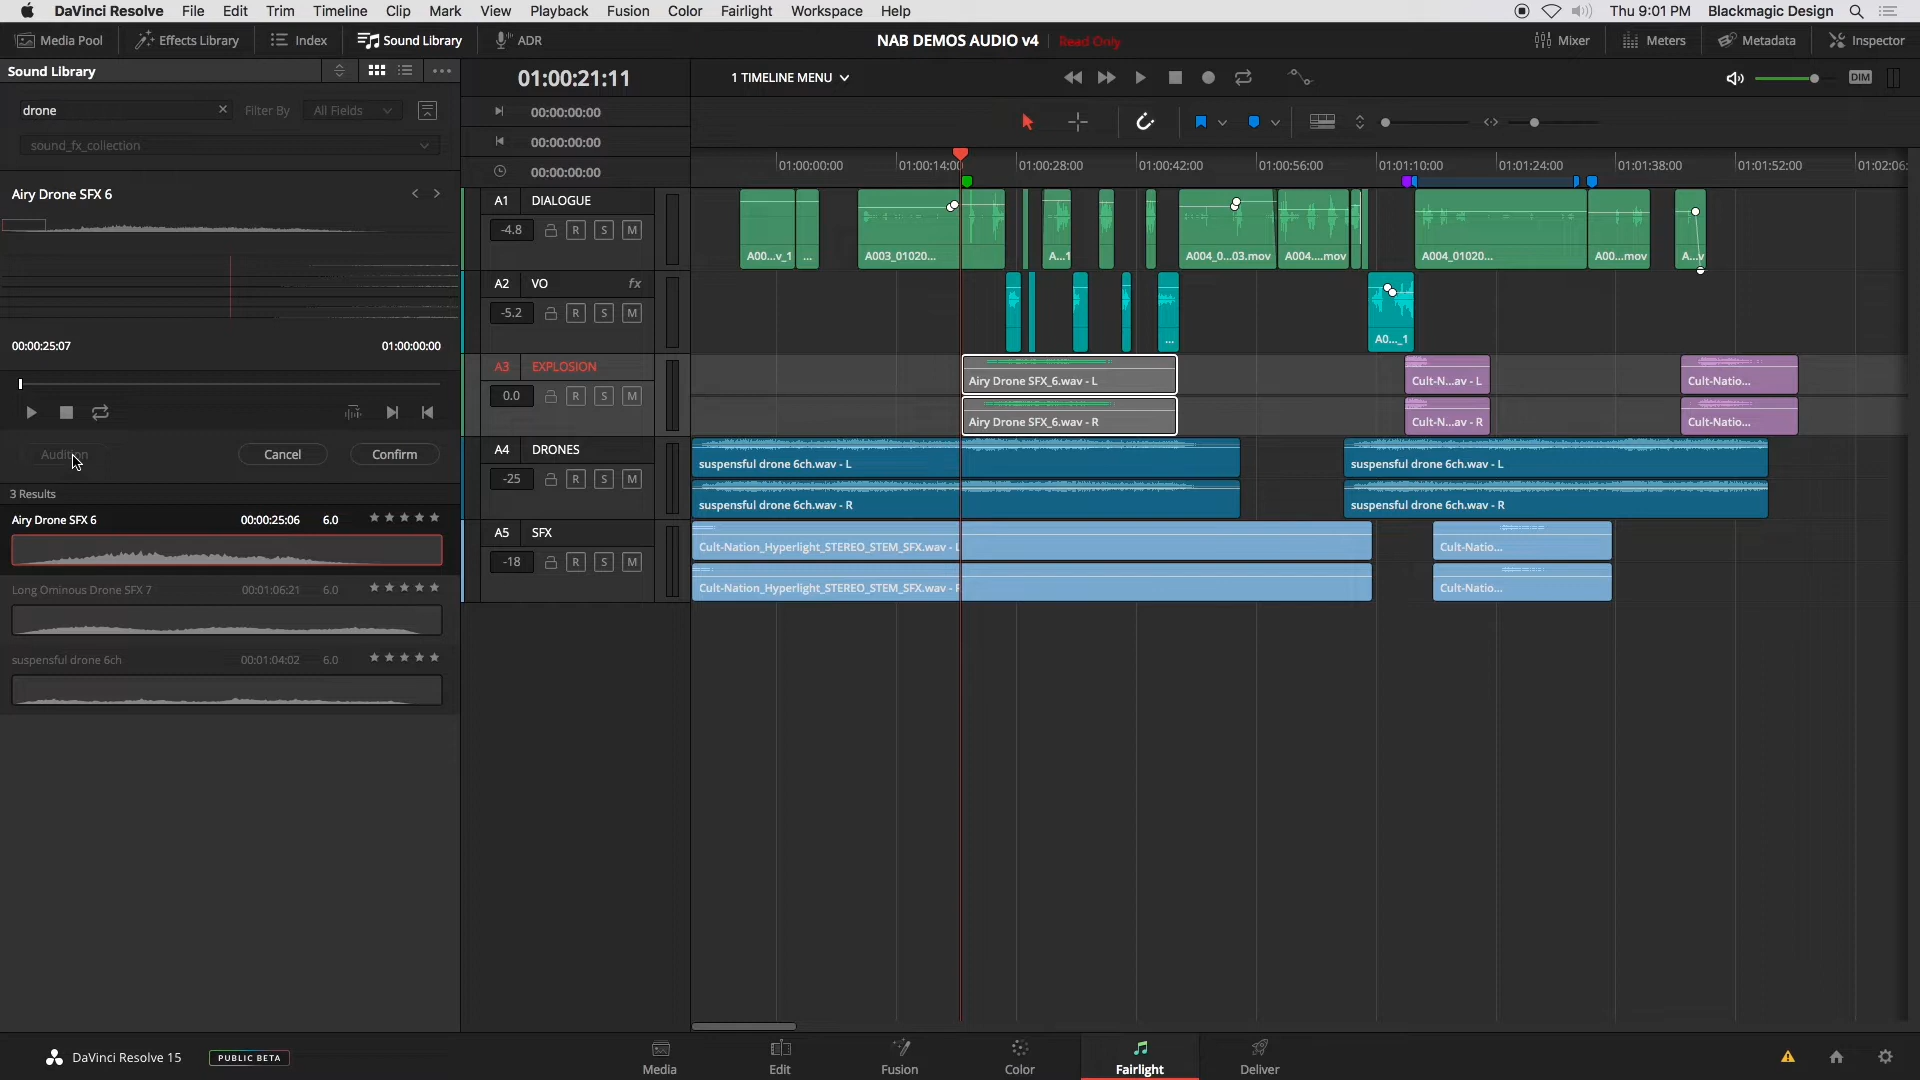 DaVinci Resolve File Edit Trim Timeline Clip Mark View Playback Fusion Color Fairlight Workspace Help Thu 9:01 PM Blackmagic Design
Media Pool Effects Library Index Sound Library ADR NAB DEMOS AUDIO v4 Read Only Mixer Meters Metadata Inspector
Sound Library
01:00:21:11 1 TIMELINE MENU DIM
drone Filter By All Fields
00:00:00:00
sound_fx_collection
00:00:00:00
00:00:00:00
01:00:00:00 01:00:14:00 01:00:28:00 01:00:42:00 01:00:56:00 01:01:10:00 01:01:24:00 01:01:38:00 01:01:52:00 01:02:06:
Airy Drone SFX 6
A1 DIALOGUE
-4.8 R S M
A00...v_1 ... A003_01020... A...1 A004_0...03.mov A004....mov A004_01020... A00...mov A...v
A2 VO fx
-5.2 R S M
... A0..._1
00:00:25:07 01:00:00:00
A3 EXPLOSION
0.0 R S M
Airy Drone SFX_6.wav - L Cult-N...av - L Cult-Natio...
Airy Drone SFX_6.wav - R Cult-N...av - R Cult-Natio...
Audition Cancel Confirm
A4 DRONES
-25 R S M
suspensful drone 6ch.wav - L suspensful drone 6ch.wav - L
suspensful drone 6ch.wav - R suspensful drone 6ch.wav - R
3 Results
Airy Drone SFX 6 00:00:25:06 6.0
A5 SFX
-18 R S M
Cult-Nation_Hyperlight_STEREO_STEM_SFX.wav - L Cult-Natio...
Cult-Nation_Hyperlight_STEREO_STEM_SFX.wav - R Cult-Natio...
Long Ominous Drone SFX 7 00:01:06:21 6.0
suspensful drone 6ch 00:01:04:02 6.0
DaVinci Resolve 15 PUBLIC BETA
Media Edit Fusion Color Fairlight Deliver